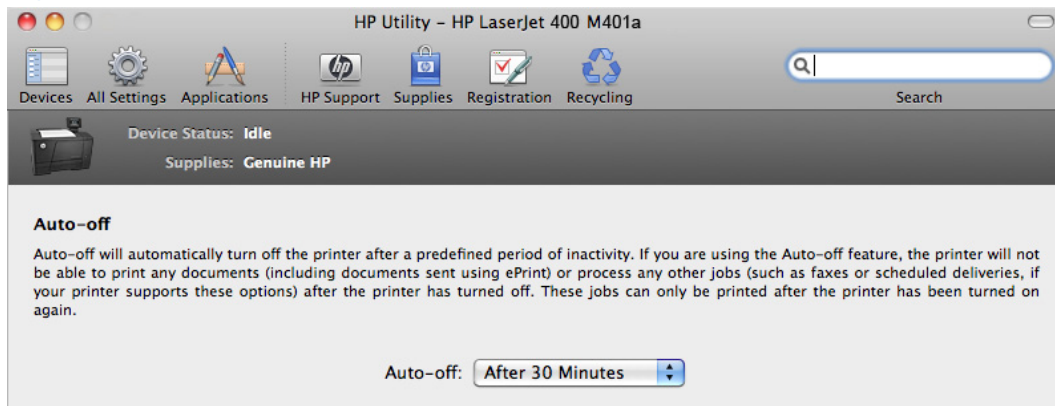 HP Utility – HP LaserJet 400 M401a
Devices All Settings Applications HP Support Supplies Registration Recycling Search
Device Status: Idle
Supplies: Genuine HP
Auto-off
Auto-off will automatically turn off the printer after a predefined period of inactivity. If you are using the Auto-off feature, the printer will not
be able to print any documents (including documents sent using ePrint) or process any other jobs (such as faxes or scheduled deliveries, if
your printer supports these options) after the printer has turned off. These jobs can only be printed after the printer has been turned on
again.
Auto-off: After 30 Minutes